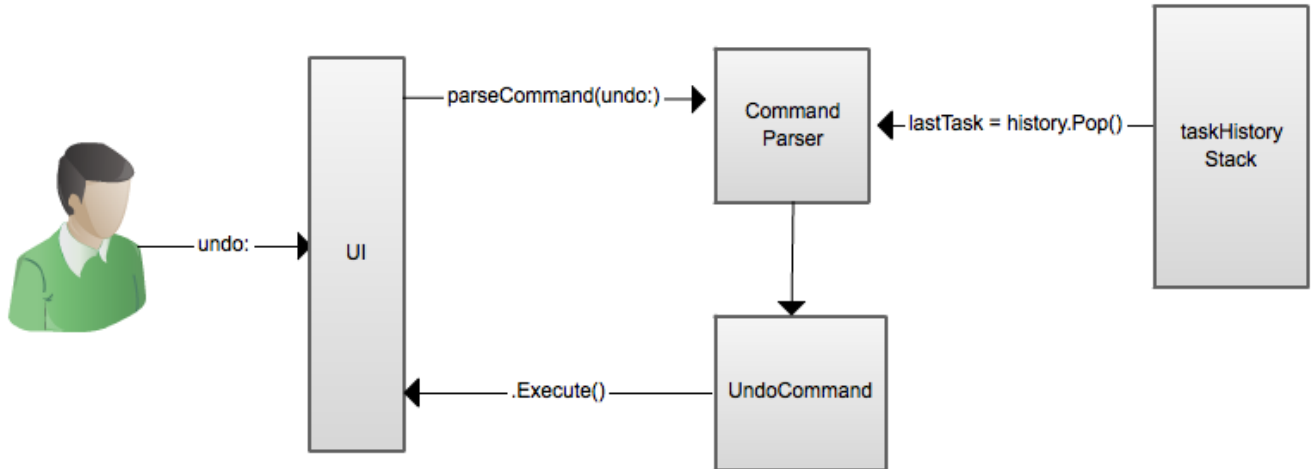 parseCommand(undo:)
Command
Parser
lastTask = history.Pop()
taskHistory
Stack
undo:
UI
.Execute()
UndoCommand